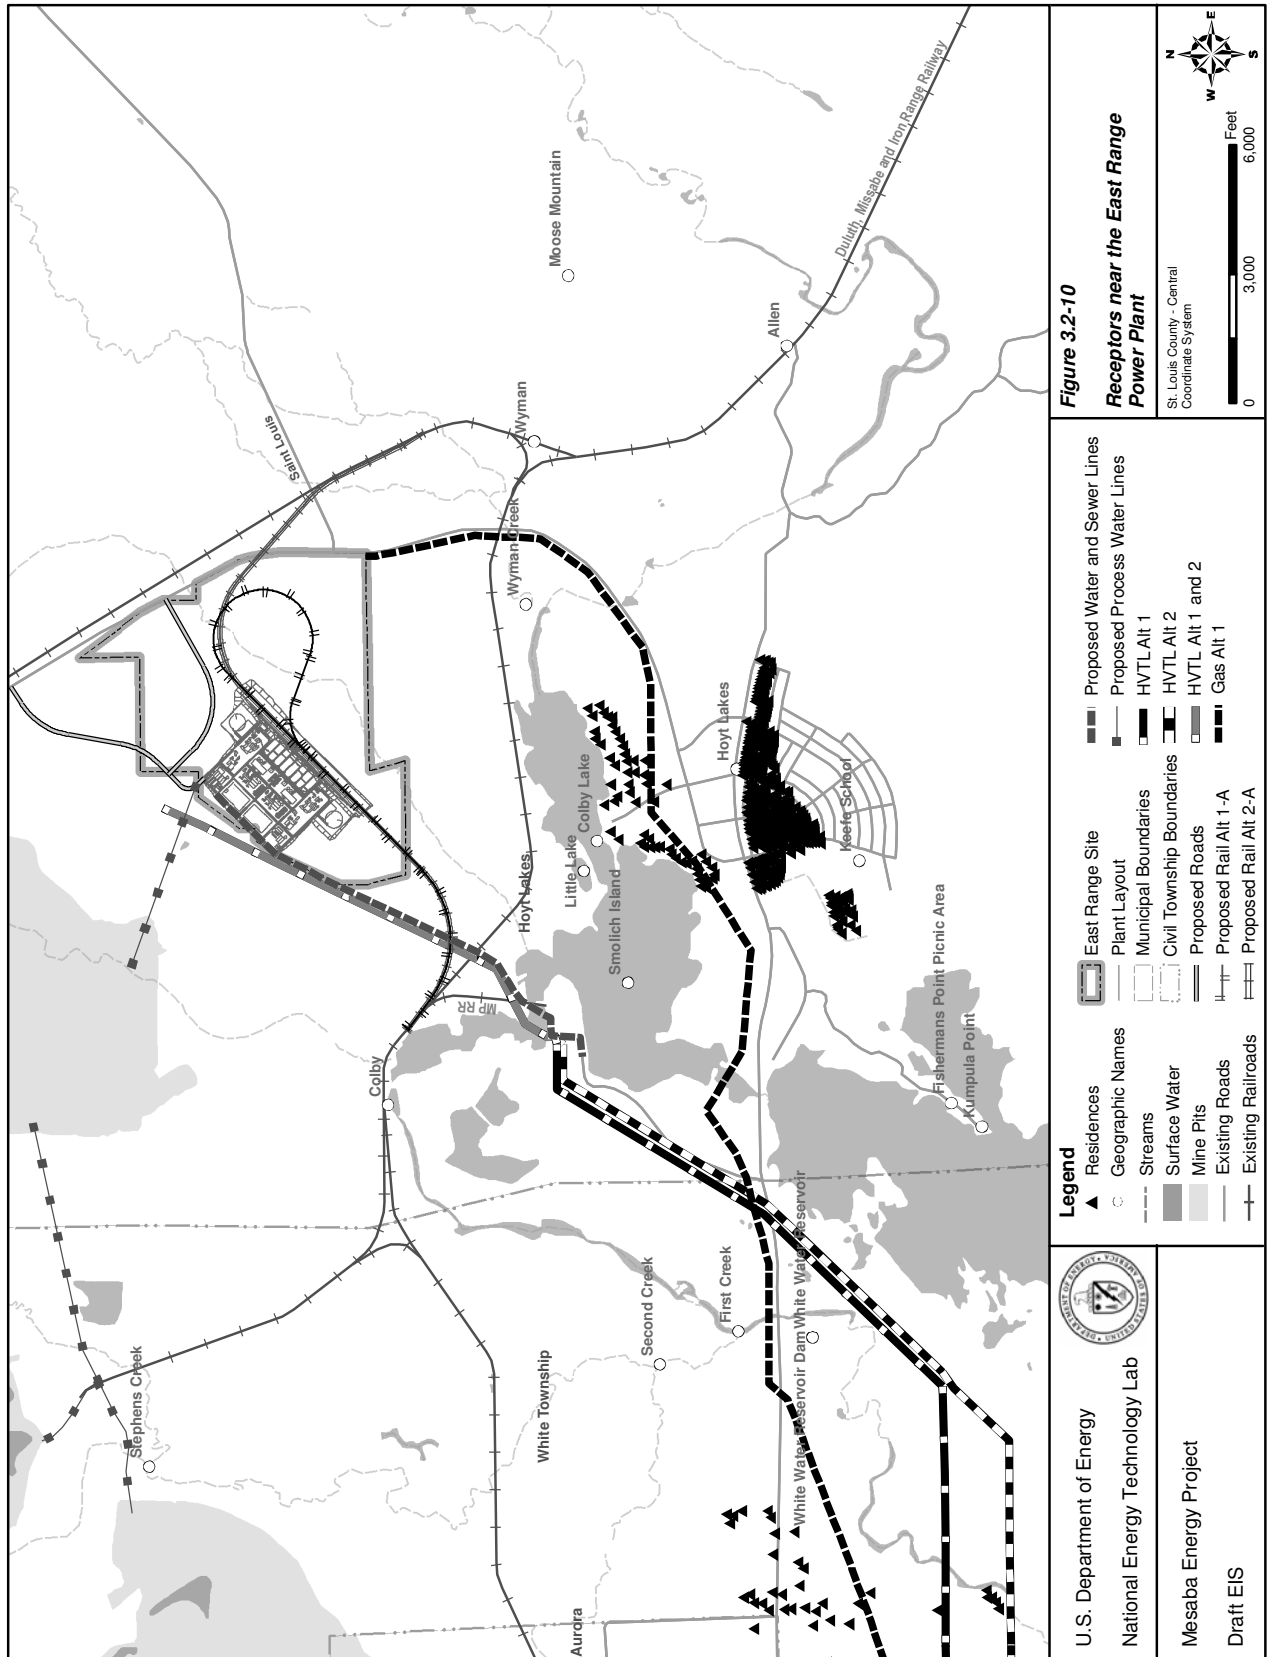 Saint Louis
Moose Mountain
Wyman
Wyman Creek
Allen
Duluth, Missabe and Iron Range Railway
Hoyt Lakes
Little Lake
Colby Lake
Smolich Island
Hoyt Lakes
Keefe School
MP RR
Colby
Fishermans Point Picnic Area
Kumpula Point
Stephens Creek
White Township
Second Creek
First Creek
White Water Reservoir Dam
White Water Reservoir
Aurora
U.S. Department of Energy
National Energy Technology Lab
DEPARTMENT OF ENERGY
UNITED STATES OF AMERICA
Mesaba Energy Project
Draft EIS
Legend
Residences
Geographic Names
Streams
Surface Water
Mine Pits
Existing Roads
Existing Railroads
East Range Site
Plant Layout
Municipal Boundaries
Civil Township Boundaries
Proposed Roads
Proposed Rail Alt 1-A
Proposed Rail Alt 2-A
Proposed Water and Sewer Lines
Proposed Process Water Lines
HVTL Alt 1
HVTL Alt 2
HVTL Alt 1 and 2
Gas Alt 1
Figure 3.2-10
Receptors near the East Range
Power Plant
St. Louis County - Central
Coordinate System
N
E
S
W
0
3,000
6,000
Feet